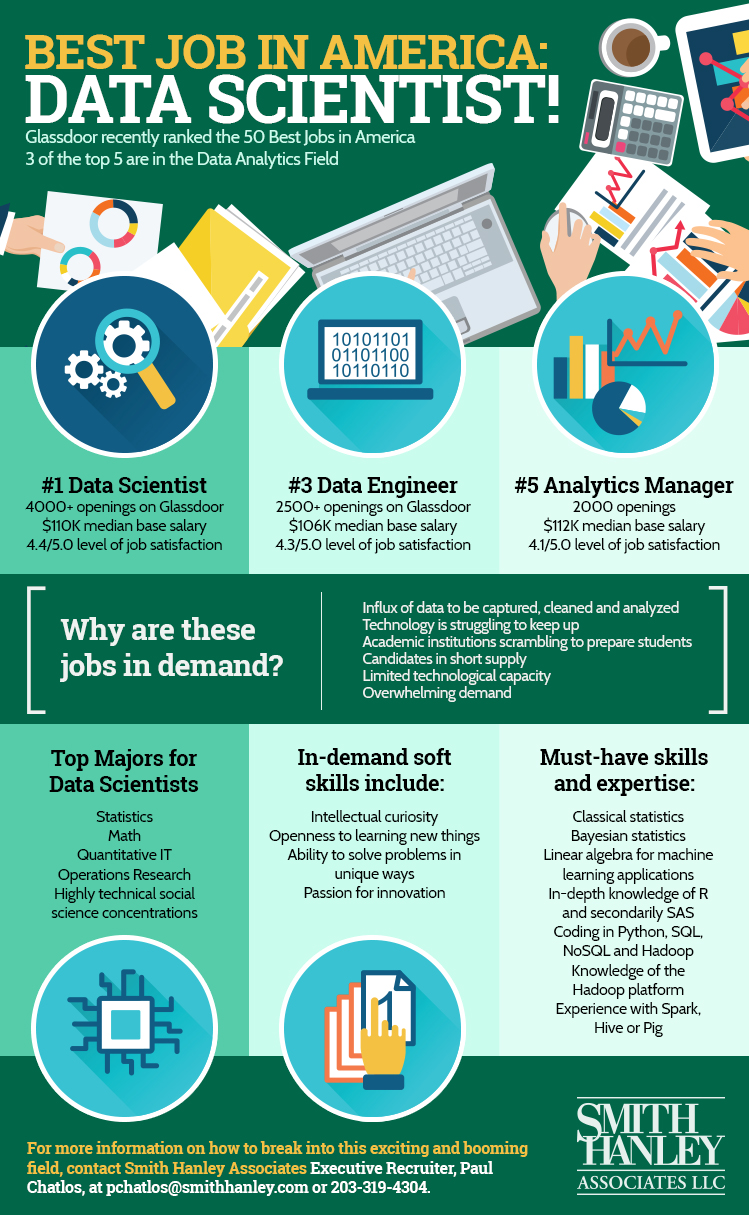 BEST JOB IN AMERICA:
DATA SCIENTIST!
Glassdoor recently ranked the 50 Best Jobs in America
3 of the top 5 are in the Data Analytics Field
10101101
01101100
10110110
#1 Data Scientist
4000+ openings on Glassdoor
$110K median base salary
4.4/5.0 level of job satisfaction
#3 Data Engineer
2500+ openings on Glassdoor
$106K median base salary
4.3/5.0 level of job satisfaction
#5 Analytics Manager
2000 openings
$112K median base salary
4.1/5.0 level of job satisfaction
Why are these
jobs in demand?
Influx of data to be captured, cleaned and analyzed
Technology is struggling to keep up
Academic institutions scrambling to prepare students
Candidates in short supply
Limited technological capacity
Overwhelming demand
Top Majors for
Data Scientists
Statistics
Math
Quantitative IT
Operations Research
Highly technical social
science concentrations
In-demand soft
skills include:
Intellectual curiosity
Openness to learning new things
Ability to solve problems in
unique ways
Passion for innovation
Must-have skills
and expertise:
Classical statistics
Bayesian statistics
Linear algebra for machine
learning applications
In-depth knowledge of R
and secondarily SAS
Coding in Python, SQL,
NoSQL and Hadoop
Knowledge of the
Hadoop platform
Experience with Spark,
Hive or Pig
1
For more information on how to break into this exciting and booming
field, contact Smith Hanley Associates Executive Recruiter, Paul
Chatlos, at pchatlos@smithhanley.com or 203-319-4304.
SMITH
HANLEY
ASSOCIATES LLC